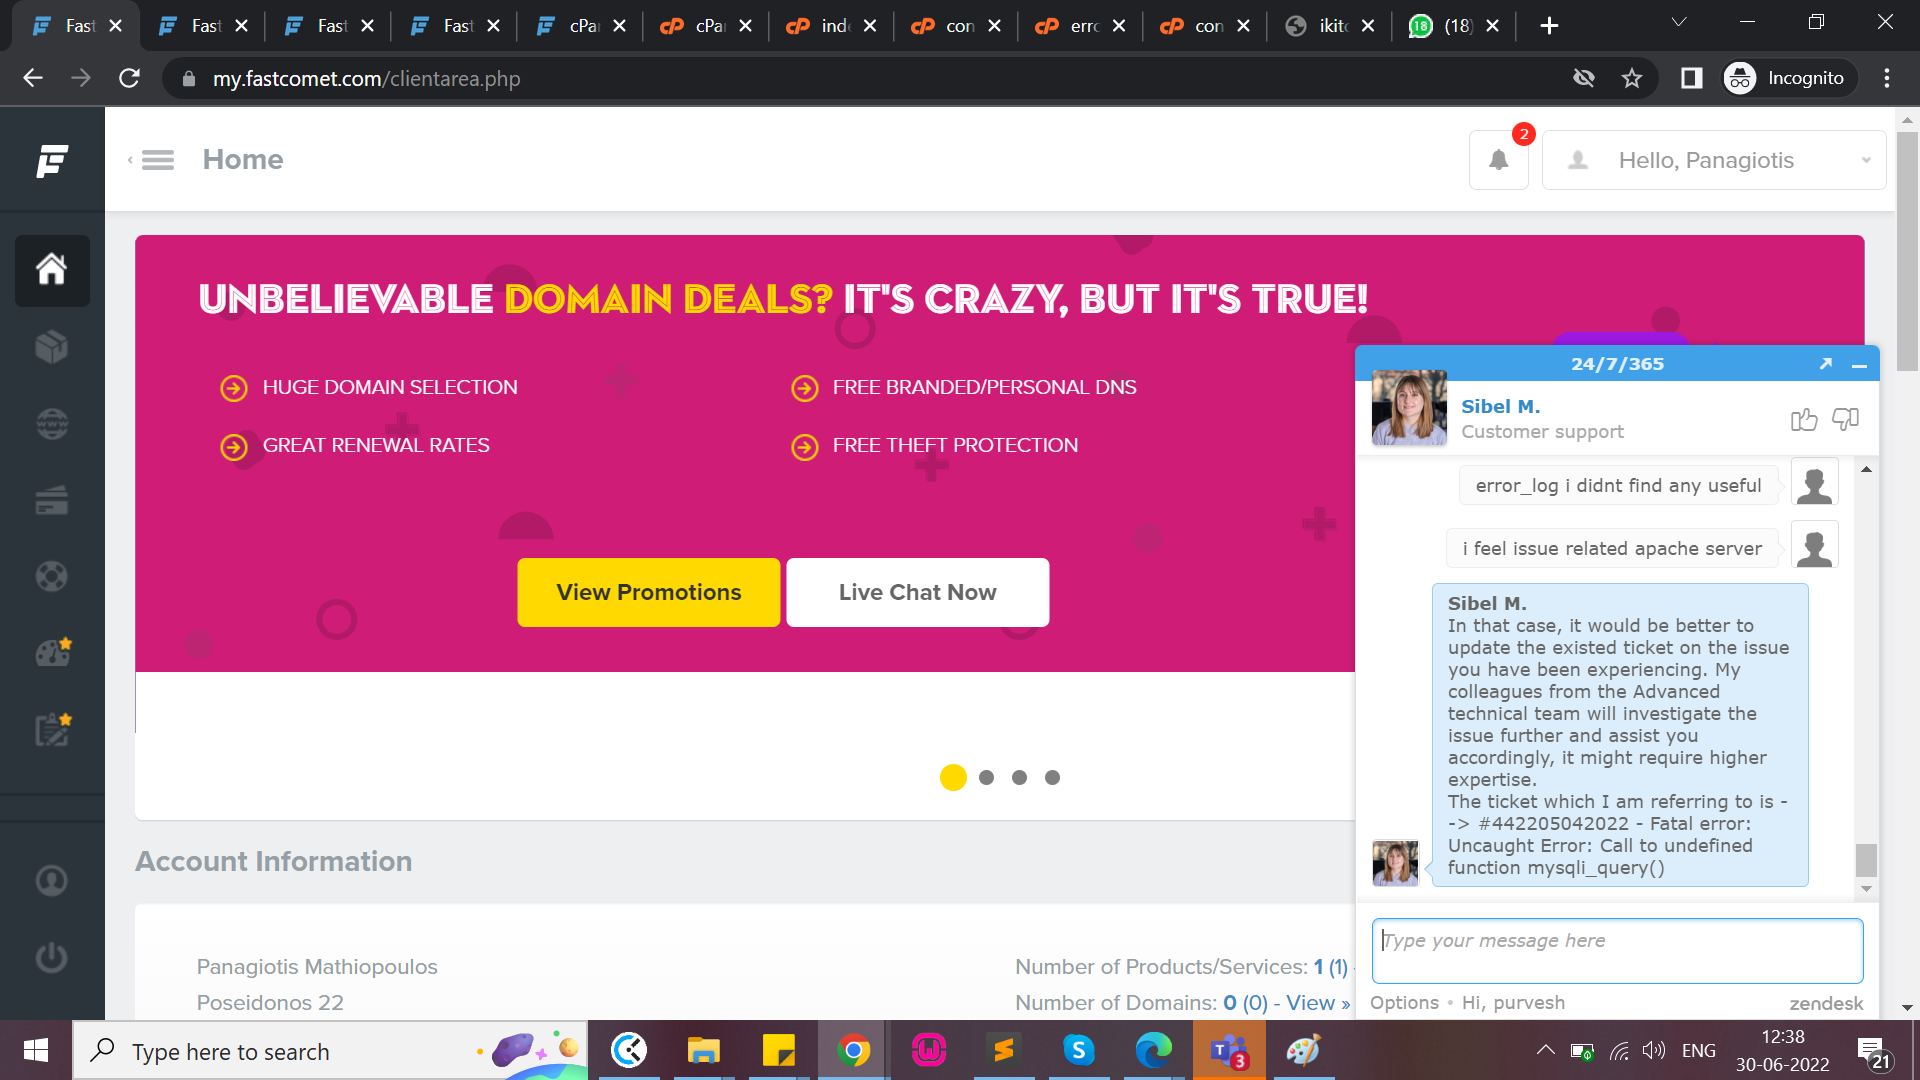 Fast
Fast
Fast
Fast
cPa
cPa
ind
con
erro
con
ikit
(18)
18
my.fastcomet.com/clientarea.php
Incognito
Home
2
Hello, Panagiotis
UNBELIEVABLE DOMAIN DEALS? IT'S CRAZY, BUT IT'S TRUE!
HUGE DOMAIN SELECTION
FREE BRANDED/PERSONAL DNS
GREAT RENEWAL RATES
FREE THEFT PROTECTION
View Promotions
Live Chat Now
Account Information
Panagiotis Mathiopoulos
Poseidonos 22
Number of Products/Services: 1 (1) -
Number of Domains: 0 (0) - View »
24/7/365
Sibel M.
Customer support
error_log i didnt find any useful
i feel issue related apache server
Sibel M.
In that case, it would be better to
update the existed ticket on the issue
you have been experiencing. My
colleagues from the Advanced
technical team will investigate the
issue further and assist you
accordingly, it might require higher
expertise.
The ticket which I am referring to is -
-> #442205042022 - Fatal error:
Uncaught Error: Call to undefined
function mysqli_query()
Type your message here
Options • Hi, purvesh
zendesk
Type here to search
3
ENG
12:38
30-06-2022
21